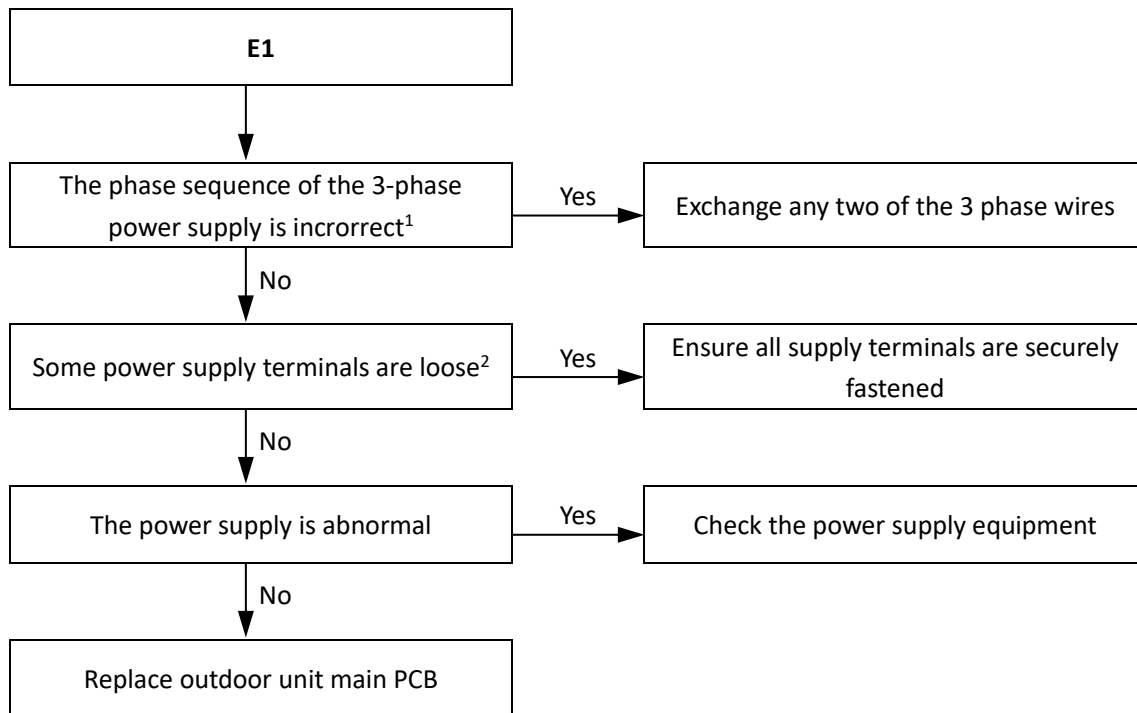 E1
The phase sequence of the 3-phase
power supply is incrorrect¹
Yes
Exchange any two of the 3 phase wires
No
Some power supply terminals are loose²
Yes
Ensure all supply terminals are securely
fastened
No
The power supply is abnormal
Yes
Check the power supply equipment
No
Replace outdoor unit main PCB